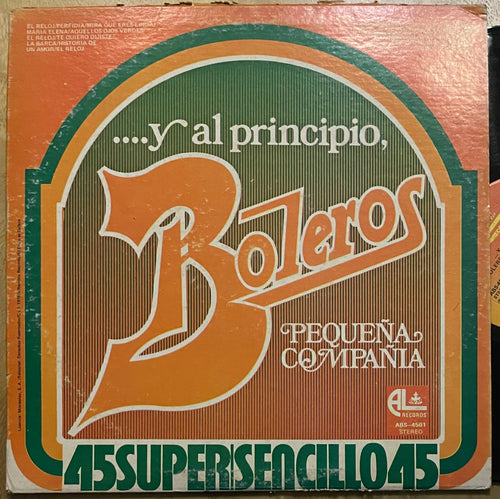 EL RELOJ/PERFIDIA/MIRA QUE ERES LINDA/
MARIA ELENA/AQUELLOS OJOS VERDES/
EL RELOJ/TE QUIERO DIJISTE/
LA BARCA/HISTORIA DE
UN AMOR/EL RELOJ
....y al principio,
Boleros
PEQUEÑA
COMPAÑIA
AL
RECORDS
ABS-4501
STEREO
45SUPERSENCILLO45